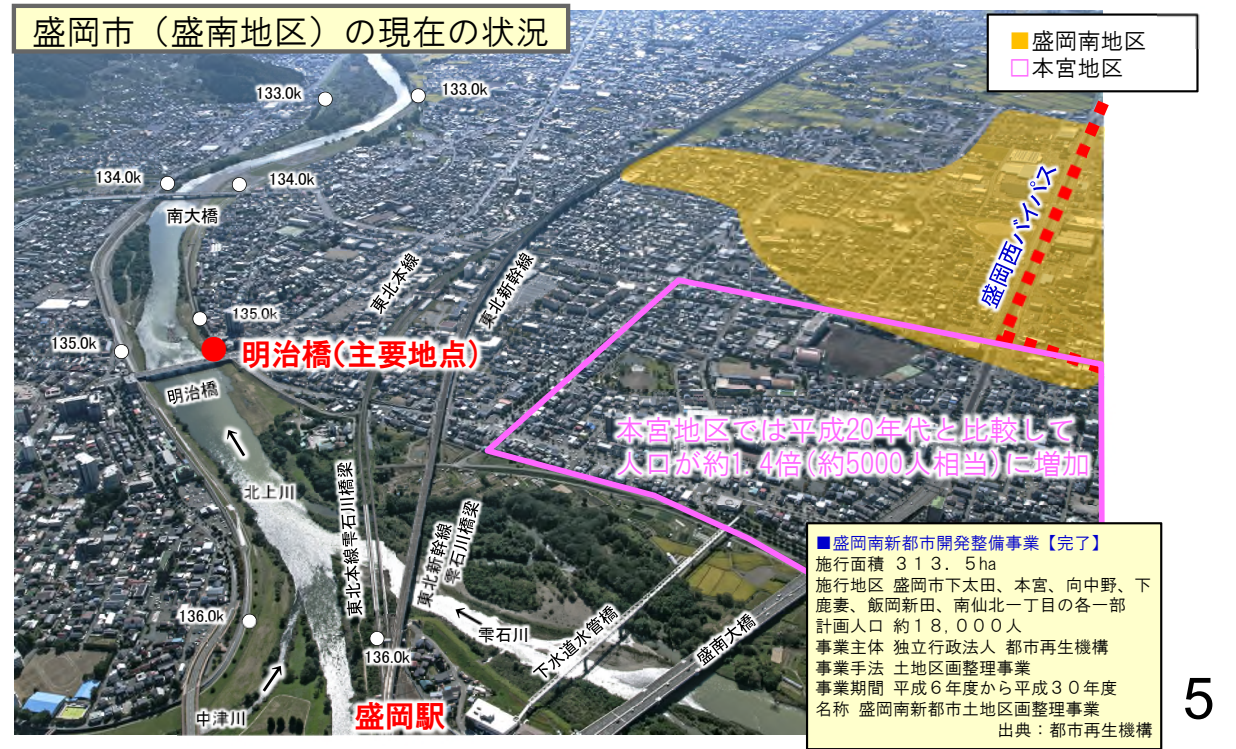 盛岡市（盛南地区）の現在の状況
■盛岡南地区
□本宮地区
133.0k
133.0k
134.0k
134.0k
南大橋
盛岡西バイパス
東北本線
東北新幹線
135.0k
135.0k
明治橋(主要地点)
明治橋
本宮地区では平成20年代と比較して
人口が約1.4倍(約5000人相当)に増加
北上川
東北本線雫石川橋梁
東北新幹線
雫石川橋梁
136.0k
136.0k
雫石川
下水道水管橋
盛南大橋
中津川
盛岡駅
■盛岡南新都市開発整備事業【完了】
施行面積 ３１３．５ha
施行地区 盛岡市下太田、本宮、向中野、下
鹿妻、飯岡新田、南仙北一丁目の各一部
計画人口 約１８,０００人
事業主体 独立行政法人 都市再生機構
事業手法 土地区画整理事業
事業期間 平成６年度から平成３０年度
名称 盛岡南新都市土地区画整理事業
出典：都市再生機構
5